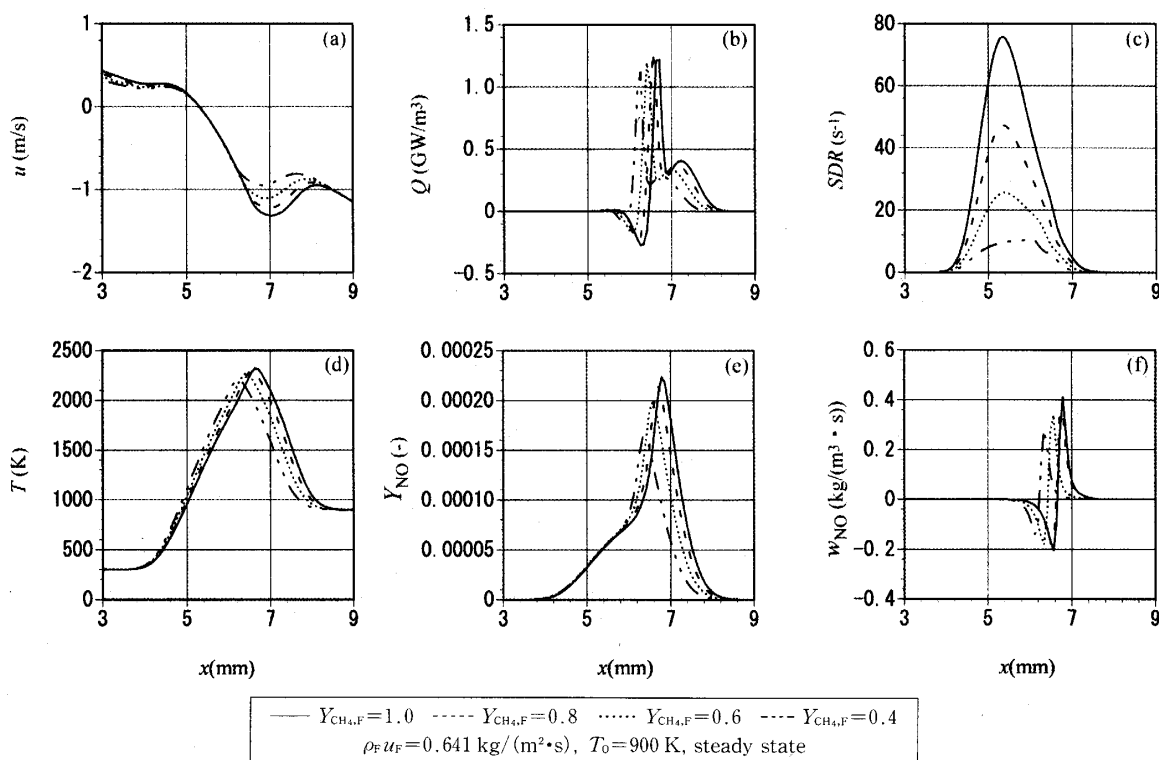 (a)
1
0
-1
-2
3 5 7 9
u (m/s)
(b)
1.5
1.0
0.5
0
-0.5
3 5 7 9
Q (GW/m³)
(c)
80
60
40
20
0
3 5 7 9
SDR (s⁻¹)
(d)
2500
2000
1500
1000
500
0
3 5 7 9
T (K)
x(mm)
(e)
0.00025
0.00020
0.00015
0.00010
0.00005
0
3 5 7 9
Y_NO (-)
x(mm)
(f)
0.6
0.4
0.2
0
-0.2
-0.4
3 5 7 9
w_NO (kg/(m³・s))
x(mm)
Y_CH₄,F=1.0 Y_CH₄,F=0.8 Y_CH₄,F=0.6 Y_CH₄,F=0.4
ρ_F u_F=0.641 kg/(m²•s), T₀=900 K, steady state